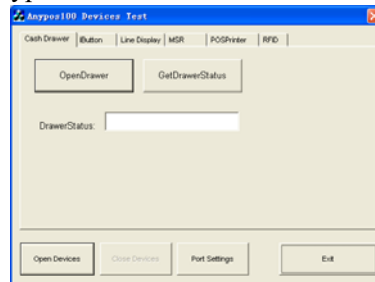 Anypos100 Devices Test
Cash Drawer iButton Line Display MSR POSPrinter RFID
OpenDrawer GetDrawerStatus
DrawerStatus:
Open Devices Close Devices Port Settings Exit